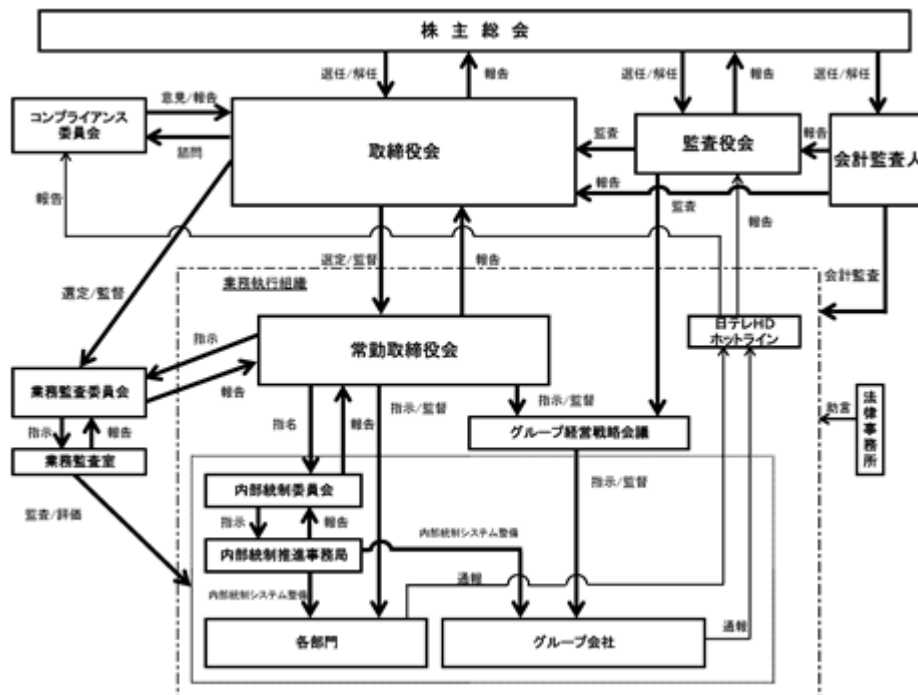 株主総会
選任/解任
報告
選任/解任
報告
選任/解任
コンプライアンス
委員会
意見/報告
諮問
取締役会
監査
監査役会
報告
会計監査人
報告
報告
監査
報告
選定/監督
報告
会計監査
選定/監督
業務執行組織
日テレHD
ホットライン
指示
常勤取締役会
業務監査委員会
報告
指示/監督
指示/監督
助言
法律事務所
指名
報告
グループ経営戦略会議
指示
報告
業務監査室
指示/監督
監査/評価
内部統制委員会
指示
報告
内部統制システム整備
内部統制推進事務局
通報
内部統制システム整備
各部門
グループ会社
通報